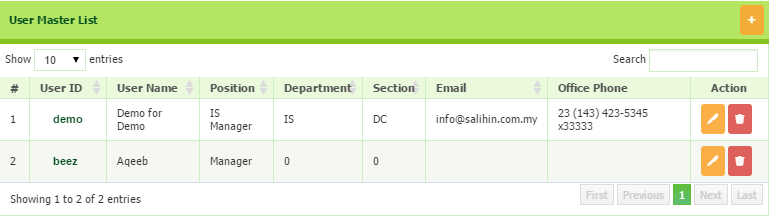 User Master List +
Show 10 entries Search
# User ID User Name Position Department Section Email Office Phone Action
1 demo Demo for Demo IS Manager IS DC info@salihin.com.my 23 (143) 423-5345 x33333
2 beez Aqeeb Manager 0 0
Showing 1 to 2 of 2 entries First Previous 1 Next Last